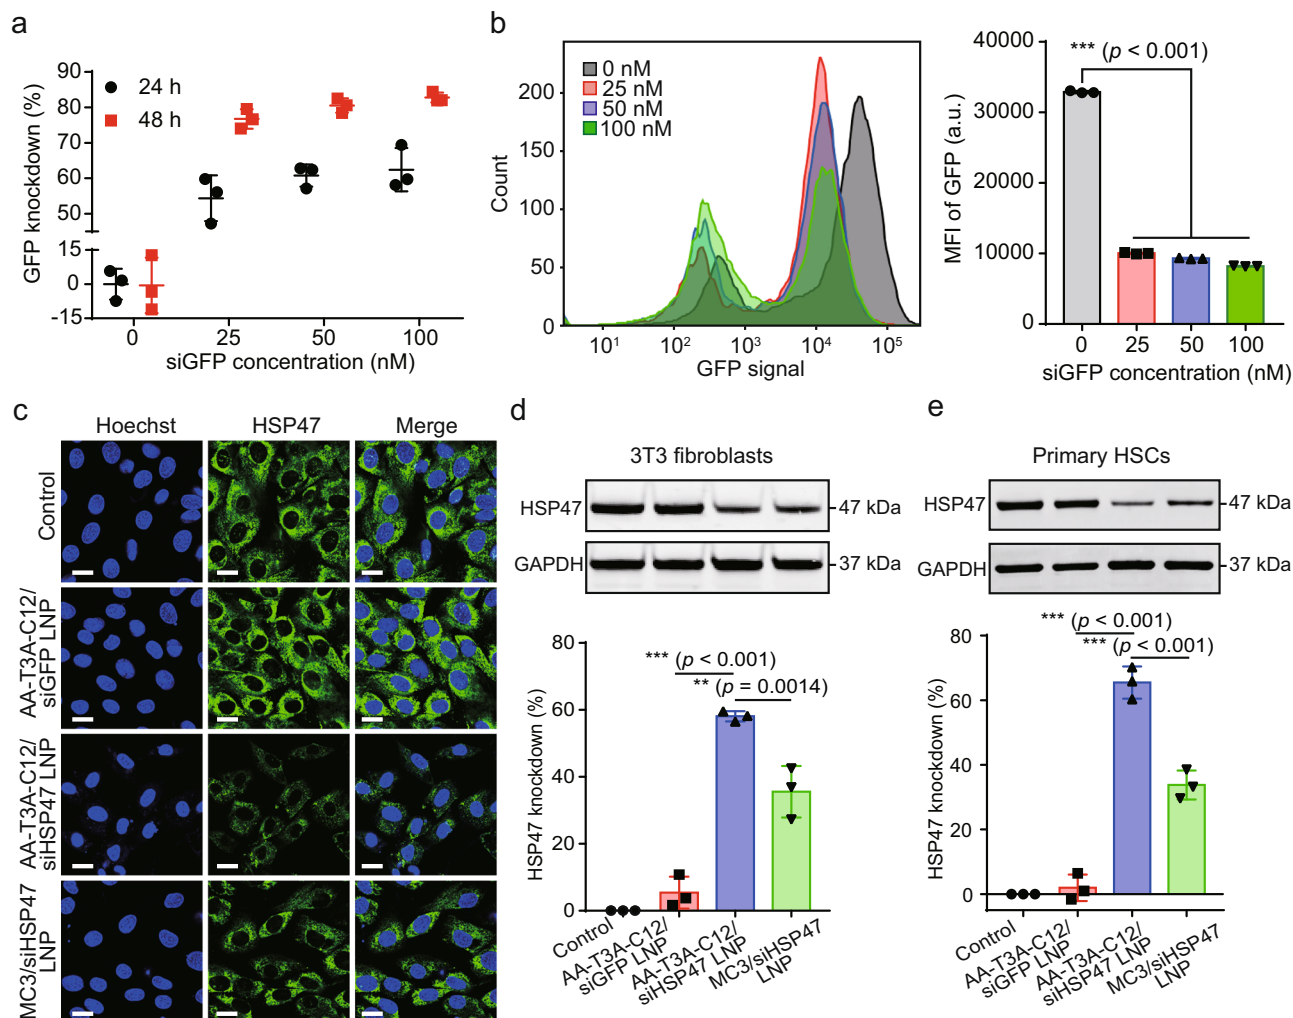 a
GFP knockdown (%)
90
80
70
60
50
15
0
-15
24 h
48 h
0
25
50
100
siGFP concentration (nM)
b
Count
200
150
100
50
0
0 nM
25 nM
50 nM
100 nM
10¹
10²
10³
10⁴
10⁵
GFP signal
MFI of GFP (a.u.)
40000
30000
20000
10000
0
*** (p < 0.001)
0
25
50
100
siGFP concentration (nM)
c
Hoechst
HSP47
Merge
Control
AA-T3A-C12/
siGFP LNP
AA-T3A-C12/
siHSP47 LNP
MC3/siHSP47
LNP
d
3T3 fibroblasts
HSP47
47 kDa
GAPDH
37 kDa
HSP47 knockdown (%)
80
60
40
20
0
*** (p < 0.001)
** (p = 0.0014)
Control
AA-T3A-C12/
siGFP LNP
AA-T3A-C12/
siHSP47 LNP
MC3/siHSP47
LNP
e
Primary HSCs
HSP47
47 kDa
GAPDH
37 kDa
HSP47 knockdown (%)
80
60
40
20
0
*** (p < 0.001)
*** (p < 0.001)
Control
AA-T3A-C12/
siGFP LNP
AA-T3A-C12/
siHSP47 LNP
MC3/siHSP47
LNP